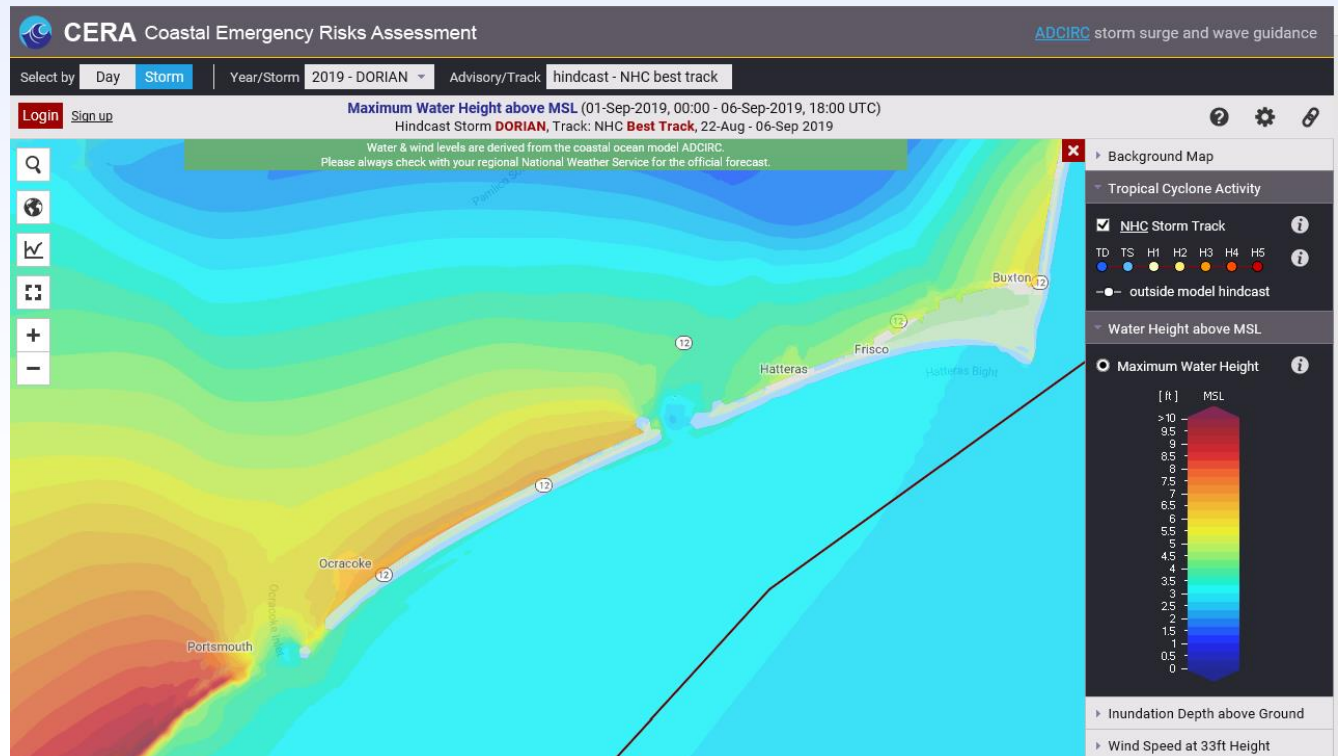 CERA Coastal Emergency Risks Assessment
ADCIRC storm surge and wave guidance
Select by Day Storm Year/Storm 2019 - DORIAN Advisory/Track hindcast - NHC best track
Login Sign up
Maximum Water Height above MSL (01-Sep-2019, 00:00 - 06-Sep-2019, 18:00 UTC)
Hindcast Storm DORIAN, Track: NHC Best Track, 22-Aug - 06-Sep 2019
Water & wind levels are derived from the coastal ocean model ADCIRC.
Please always check with your regional National Weather Service for the official forecast.
Buxton
12
12
12
Frisco
Hatteras
Hatteras Bight
12
Ocracoke
12
Ocracoke Inlet
Portsmouth
Background Map
Tropical Cyclone Activity
NHC Storm Track
TD TS H1 H2 H3 H4 H5
outside model hindcast
Water Height above MSL
Maximum Water Height
[ft] MSL
>10
9.5
9
8.5
8
7.5
7
6.5
6
5.5
5
4.5
4
3.5
3
2.5
2
1.5
1
0.5
0
Inundation Depth above Ground
Wind Speed at 33ft Height